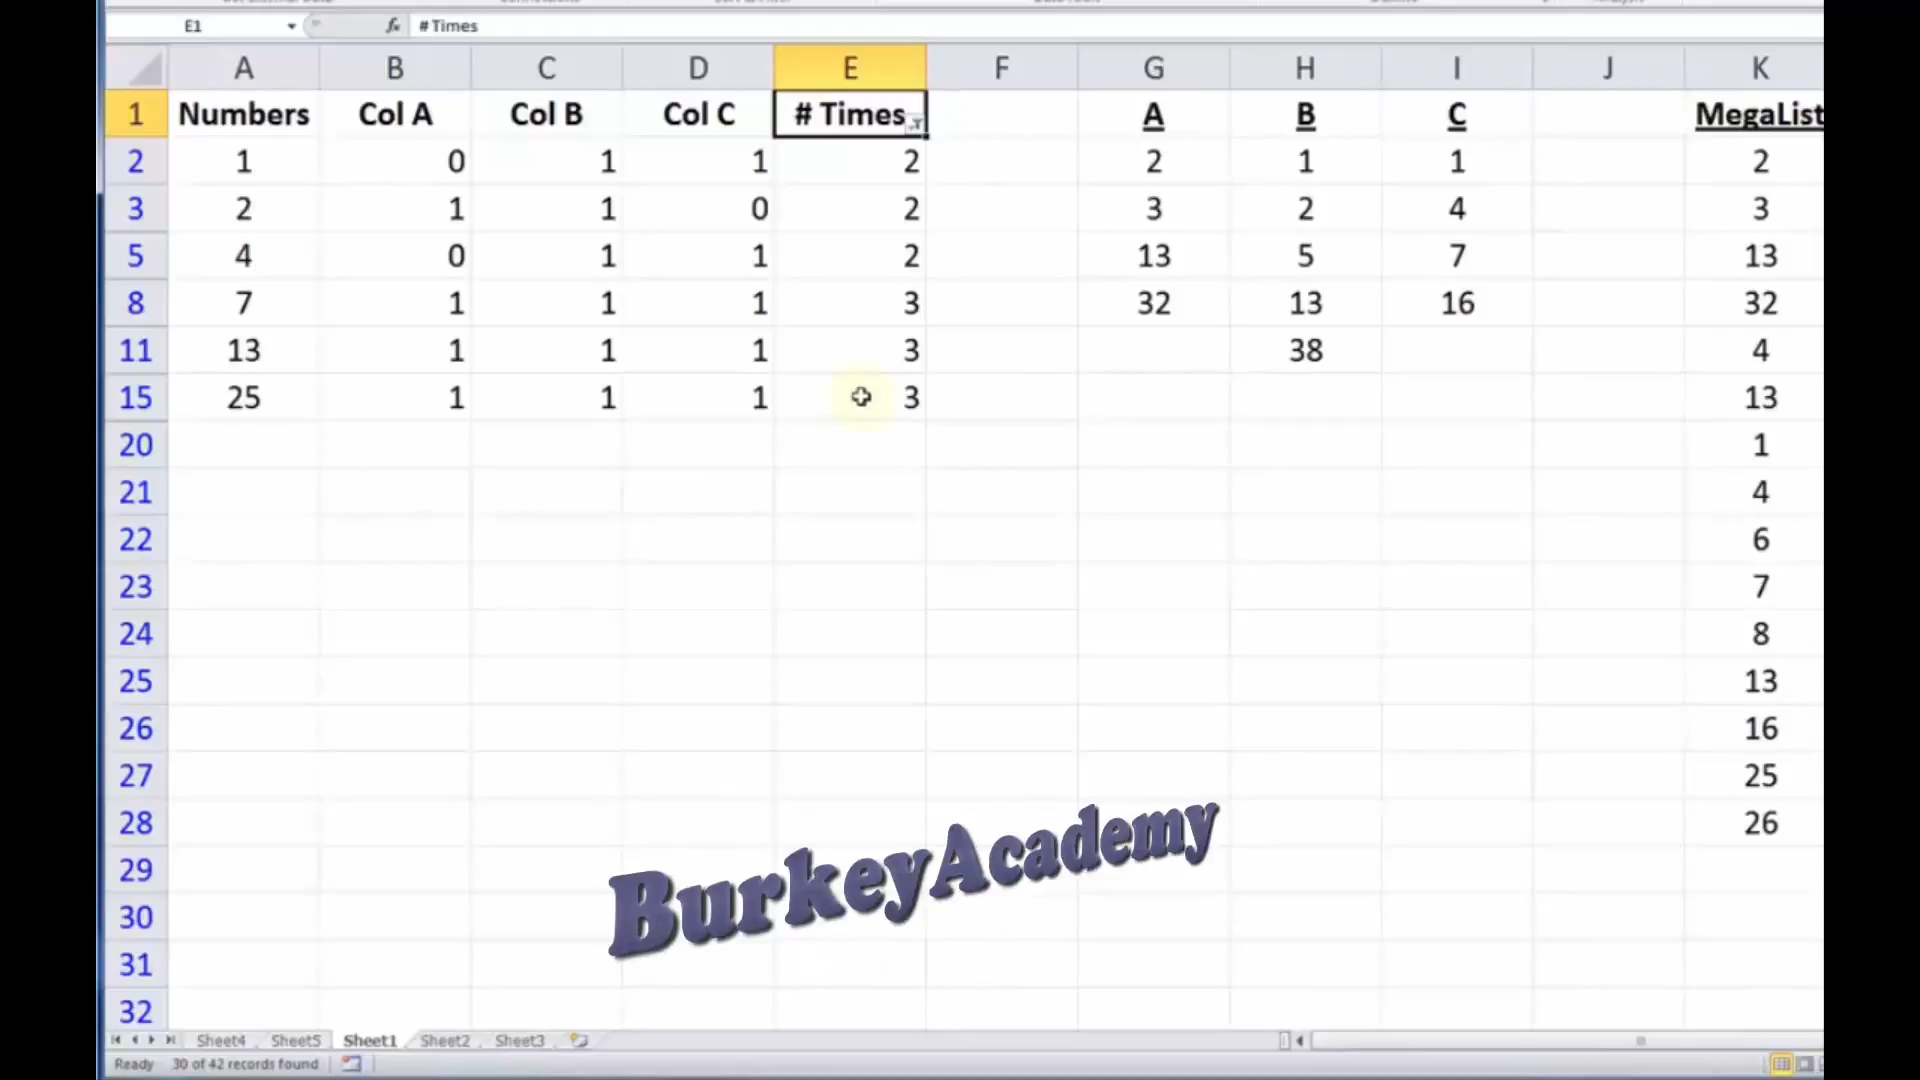 E1 fx # Times
A B C D E F G H I J K
1 Numbers Col A Col B Col C # Times A B C MegaList
2 1 0 1 1 2 2 1 1 2
3 2 1 1 0 2 3 2 4 3
5 4 0 1 1 2 13 5 7 13
8 7 1 1 1 3 32 13 16 32
11 13 1 1 1 3 38 4
15 25 1 1 1 3 13
20 1
21 4
22 6
23 7
24 8
25 13
26 16
27 25
28 26
29
30
31
32
BurkeyAcademy
Sheet4 Sheet5 Sheet1 Sheet2 Sheet3
Ready 30 of 42 records found